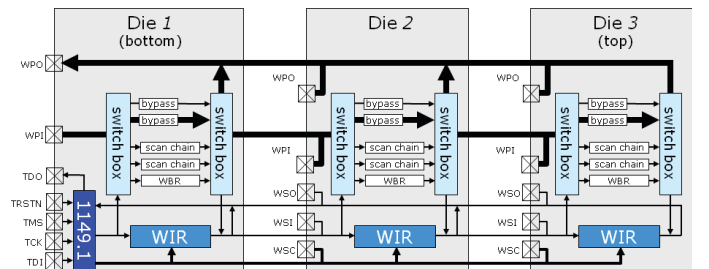 Die 1
(bottom)
Die 2
Die 3
(top)
WPO
WPO
WPO
switch box
bypass
bypass
scan chain
scan chain
WBR
switch box
switch box
bypass
bypass
scan chain
scan chain
WBR
switch box
switch box
bypass
bypass
scan chain
scan chain
WBR
switch box
WPI
WPI
WPI
TDO
TRSTN
TMS
TCK
TDI
1149.1
WSO
WSI
WSC
WSO
WSI
WSC
WIR
WIR
WIR